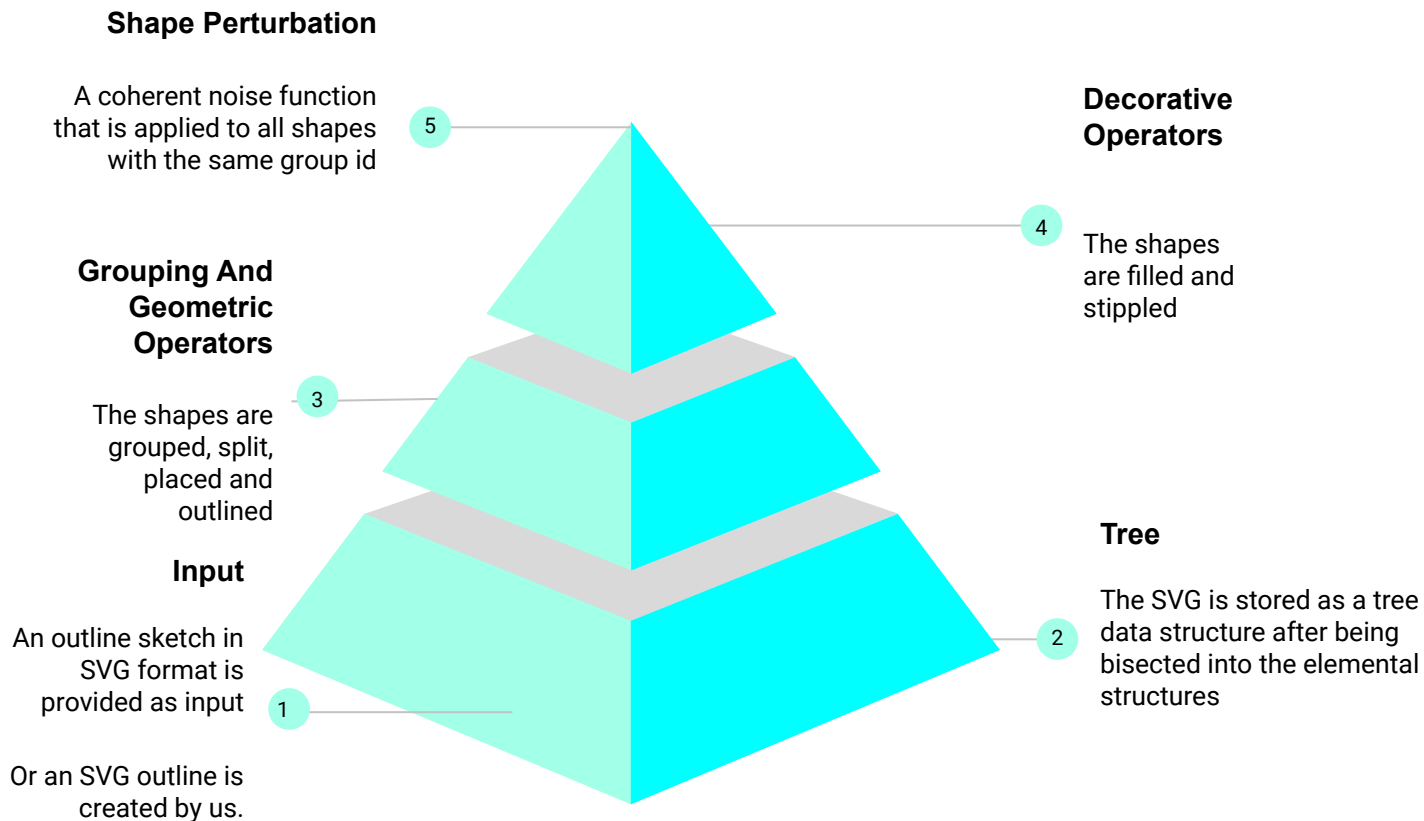 Shape Perturbation
A coherent noise function
that is applied to all shapes
with the same group id
5
Decorative
Operators
4
The shapes
are filled and
stippled
Grouping And
Geometric
Operators
3
The shapes are
grouped, split,
placed and
outlined
Tree
2
The SVG is stored as a tree
data structure after being
bisected into the elemental
structures
Input
An outline sketch in
SVG format is
provided as input
1
Or an SVG outline is
created by us.